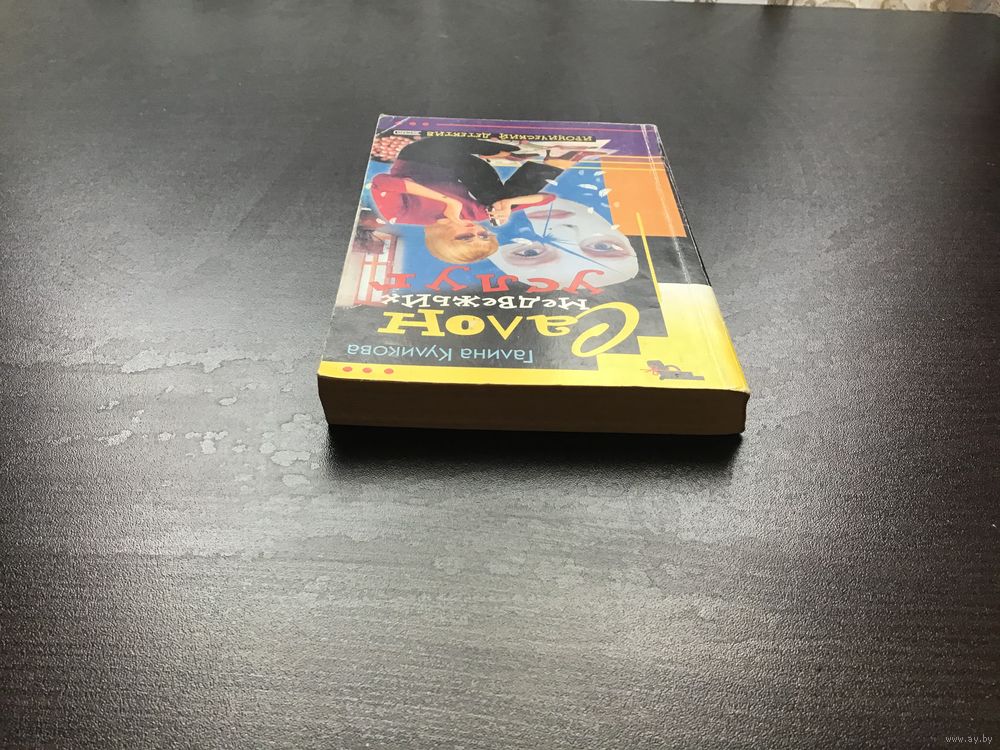 Галина Куликова
Салон
медвежьих
услуг
ИРОНИЧЕСКИЙ ДЕТЕКТИВ
www.ay.by